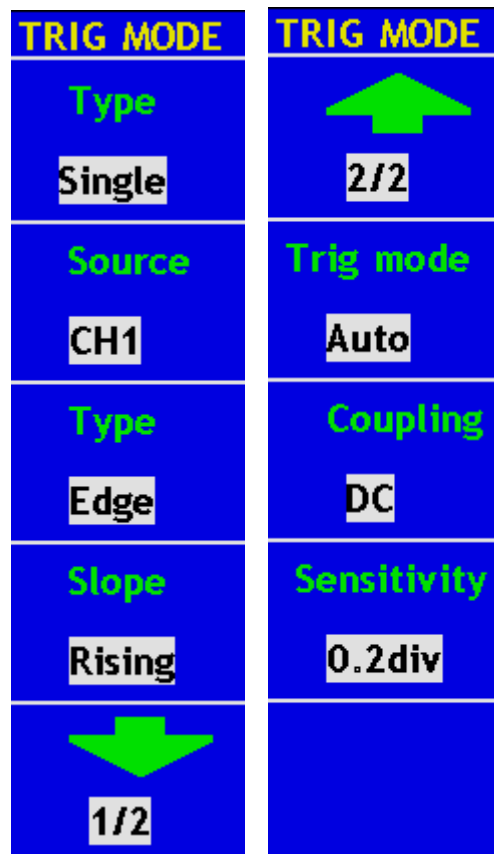 TRIG MODE
Type
Single
Source
CH1
Type
Edge
Slope
Rising
1/2
TRIG MODE
2/2
Trig mode
Auto
Coupling
DC
Sensitivity
0.2div